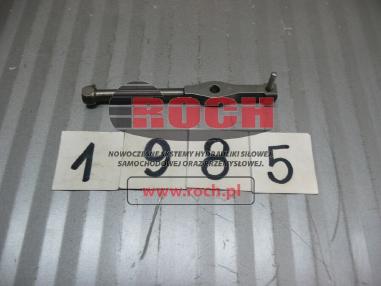 ROCH
1985
NOWOCZESNE SYSTEMY HYDRAULIKI SIŁOWEJ
SAMOCHODOWEJ ORAZ PRZEMYSŁOWEJ.
www.roch.pl